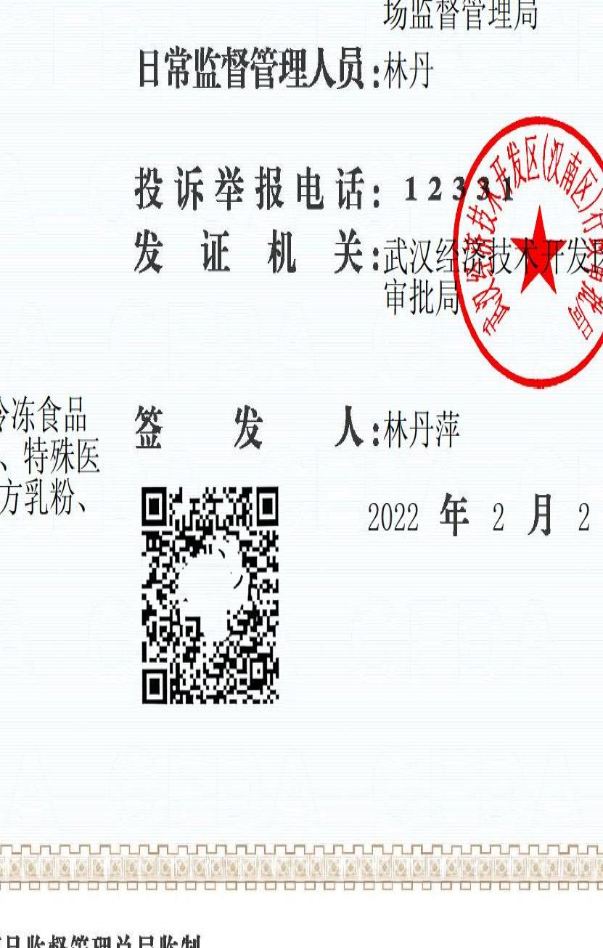 场监督管理局
日常监督管理人员:林丹
投诉举报电话: 12331
发证机关:武汉经济技术开发区
审批局
冷冻食品
、特殊医
方乳粉、
签发人:林丹萍
2022 年 2 月 2
品监督管理总局监制
武汉经济技术开发区(汉南区)行政审批局